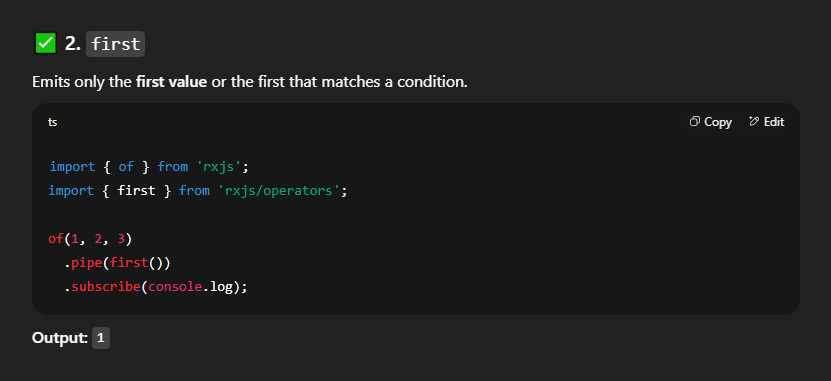 ✅ 2. first
Emits only the first value or the first that matches a condition.
ts Copy Edit
import { of } from 'rxjs';
import { first } from 'rxjs/operators';
of(1, 2, 3)
  .pipe(first())
  .subscribe(console.log);
Output: 1